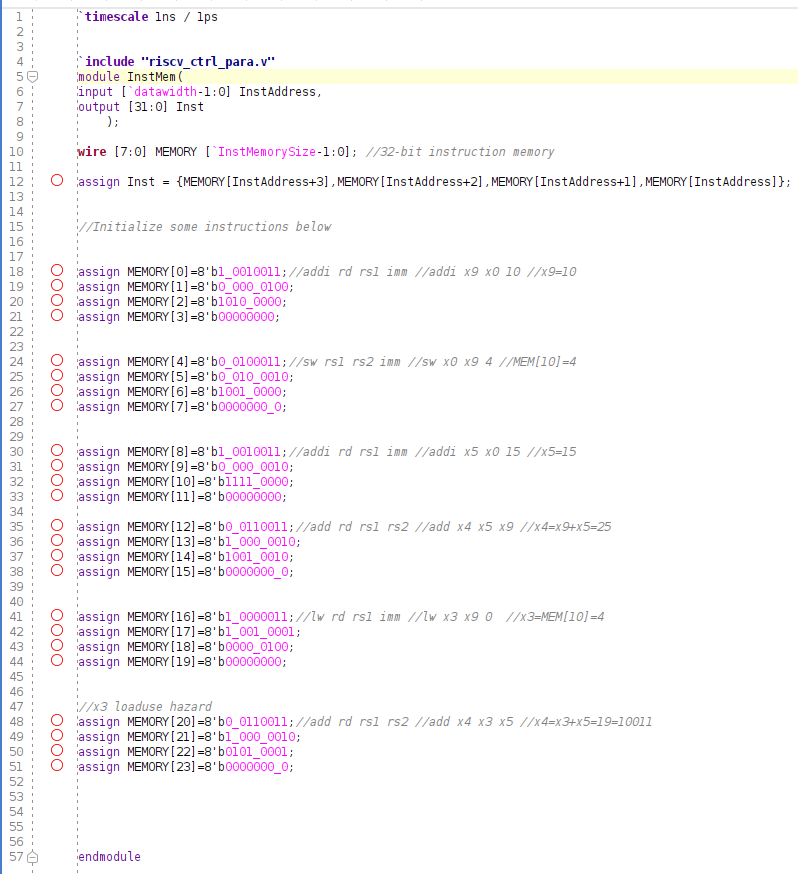 1 `timescale 1ns / 1ps
2
3
4 `include "riscv_ctrl_para.v"
5 module InstMem(
6 input [`datawidth-1:0] InstAddress,
7 output [31:0] Inst
8 );
9
10 wire [7:0] MEMORY [`InstMemorySize-1:0]; //32-bit instruction memory
11
12 assign Inst = {MEMORY[InstAddress+3],MEMORY[InstAddress+2],MEMORY[InstAddress+1],MEMORY[InstAddress]};
13
14
15 //Initialize some instructions below
16
17
18 assign MEMORY[0]=8'b1_0010011;//addi rd rs1 imm //addi x9 x0 10 //x9=10
19 assign MEMORY[1]=8'b0_000_0100;
20 assign MEMORY[2]=8'b1010_0000;
21 assign MEMORY[3]=8'b00000000;
22
23
24 assign MEMORY[4]=8'b0_0100011;//sw rs1 rs2 imm //sw x0 x9 4 //MEM[10]=4
25 assign MEMORY[5]=8'b0_010_0010;
26 assign MEMORY[6]=8'b1001_0000;
27 assign MEMORY[7]=8'b0000000_0;
28
29
30 assign MEMORY[8]=8'b1_0010011;//addi rd rs1 imm //addi x5 x0 15 //x5=15
31 assign MEMORY[9]=8'b0_000_0010;
32 assign MEMORY[10]=8'b1111_0000;
33 assign MEMORY[11]=8'b00000000;
34
35 assign MEMORY[12]=8'b0_0110011;//add rd rs1 rs2 //add x4 x5 x9 //x4=x9+x5=25
36 assign MEMORY[13]=8'b1_000_0010;
37 assign MEMORY[14]=8'b1001_0010;
38 assign MEMORY[15]=8'b0000000_0;
39
40
41 assign MEMORY[16]=8'b1_0000011;//lw rd rs1 imm //lw x3 x9 0  //x3=MEM[10]=4
42 assign MEMORY[17]=8'b1_001_0001;
43 assign MEMORY[18]=8'b0000_0100;
44 assign MEMORY[19]=8'b00000000;
45
46
47 //x3 loaduse hazard
48 assign MEMORY[20]=8'b0_0110011;//add rd rs1 rs2 //add x4 x3 x5 //x4=x3+x5=19=10011
49 assign MEMORY[21]=8'b1_000_0010;
50 assign MEMORY[22]=8'b0101_0001;
51 assign MEMORY[23]=8'b0000000_0;
52
53
54
55
56
57 endmodule